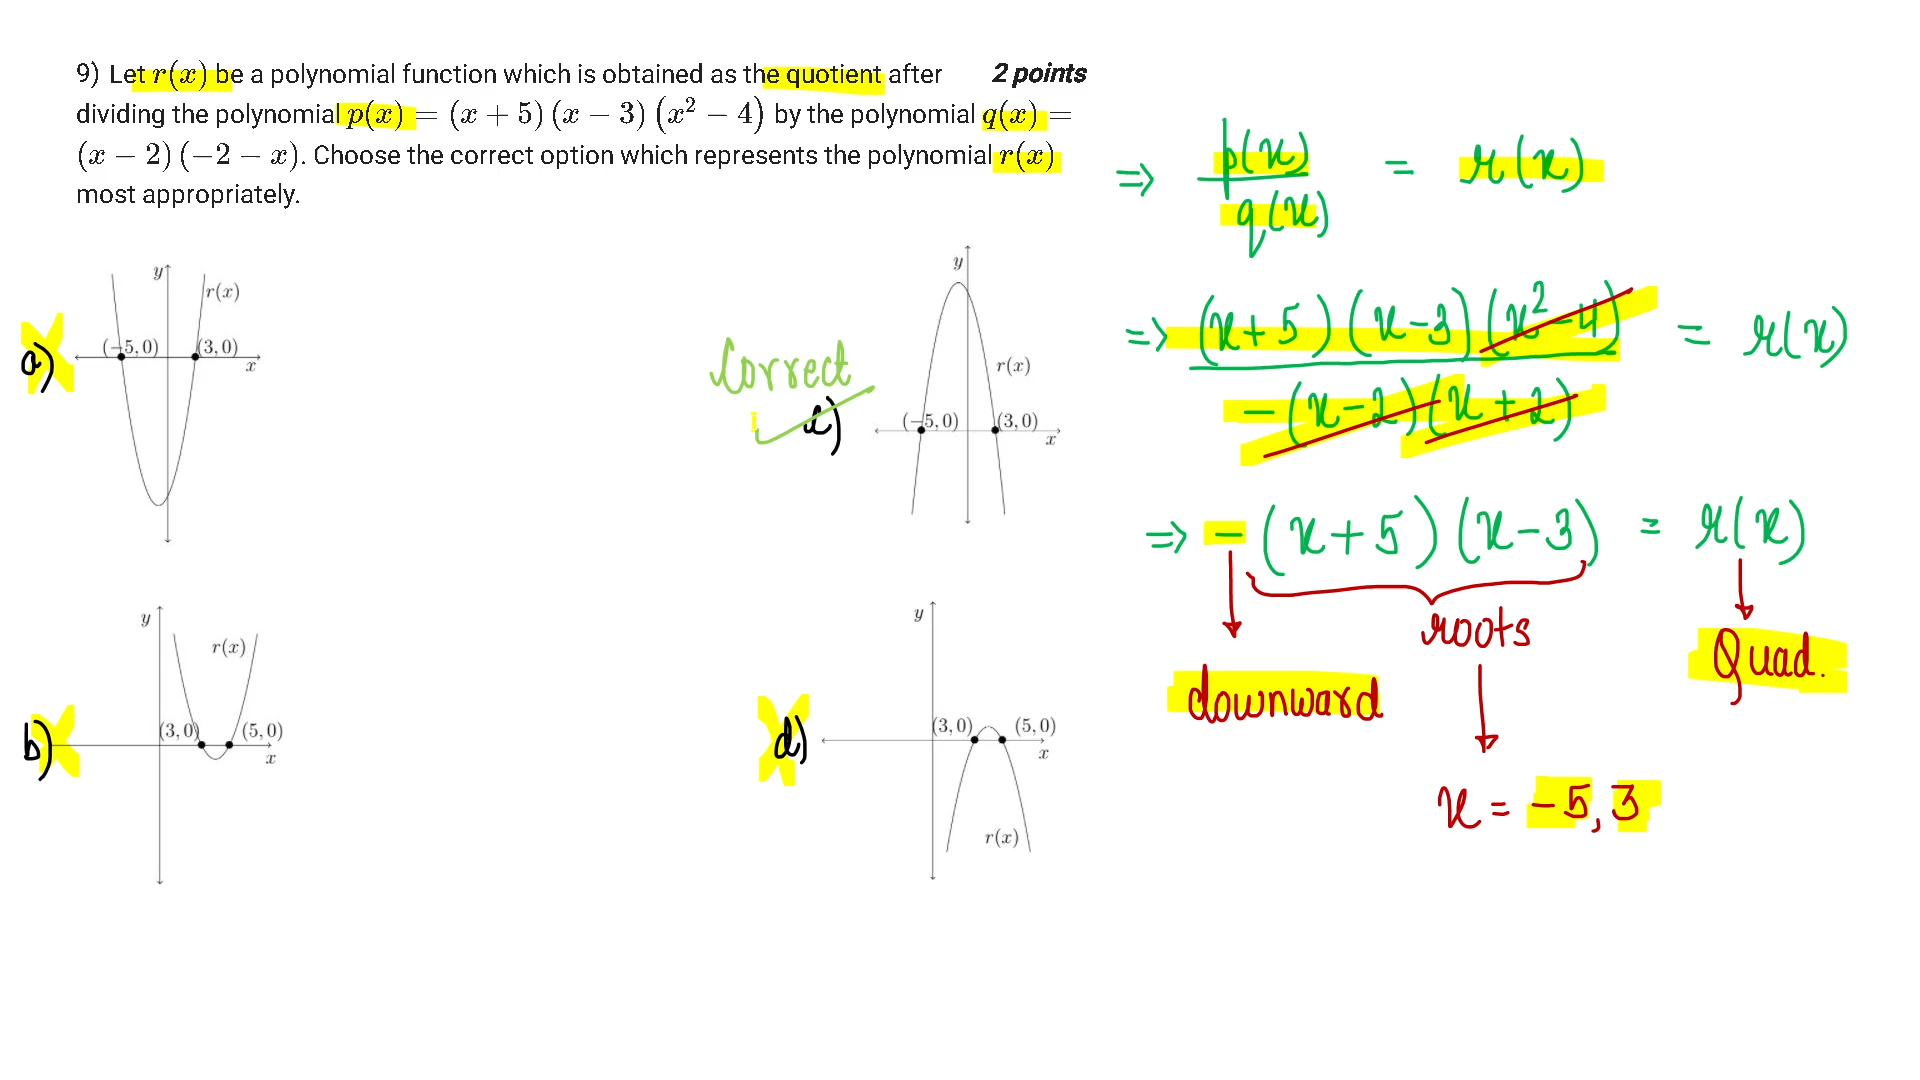 9) Let r(x) be a polynomial function which is obtained as the quotient after 2 points
dividing the polynomial p(x) = (x + 5) (x − 3) (x² − 4) by the polynomial q(x) =
(x − 2) (−2 − x). Choose the correct option which represents the polynomial r(x)
most appropriately.
a)
y
r(x)
(−5, 0)
(3, 0)
x
Correct
c)
y
r(x)
(−5, 0)
(3, 0)
x
b)
y
r(x)
(3, 0)
(5, 0)
x
d)
y
(3, 0)
(5, 0)
x
r(x)
⇒ p(x)/q(x) = r(x)
⇒ (x+5)(x−3)(x²−4) / −(x−2)(x+2) = r(x)
⇒ −(x+5)(x−3) = r(x)
downward
roots
Quad.
x = −5, 3